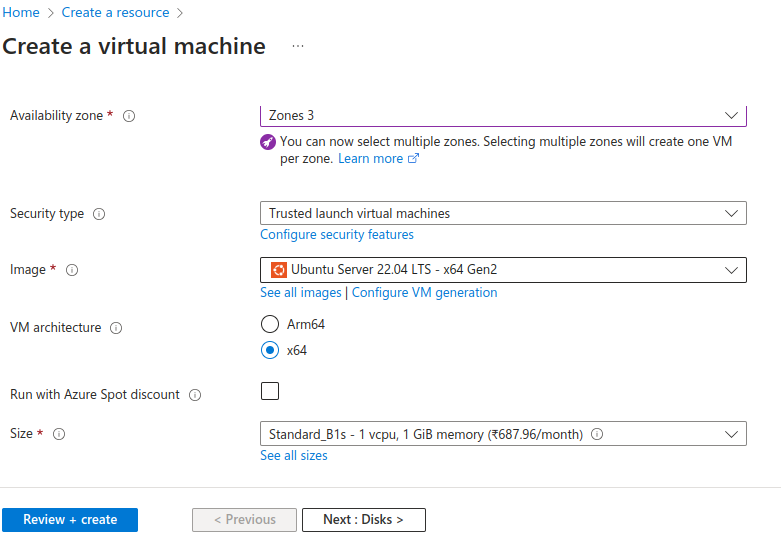 Home > Create a resource >
Create a virtual machine ...
Availability zone *
Zones 3
You can now select multiple zones. Selecting multiple zones will create one VM
per zone. Learn more
Security type
Trusted launch virtual machines
Configure security features
Image *
Ubuntu Server 22.04 LTS - x64 Gen2
See all images | Configure VM generation
VM architecture
Arm64
x64
Run with Azure Spot discount
Size *
Standard_B1s - 1 vcpu, 1 GiB memory (₹687.96/month)
See all sizes
Review + create
< Previous
Next : Disks >